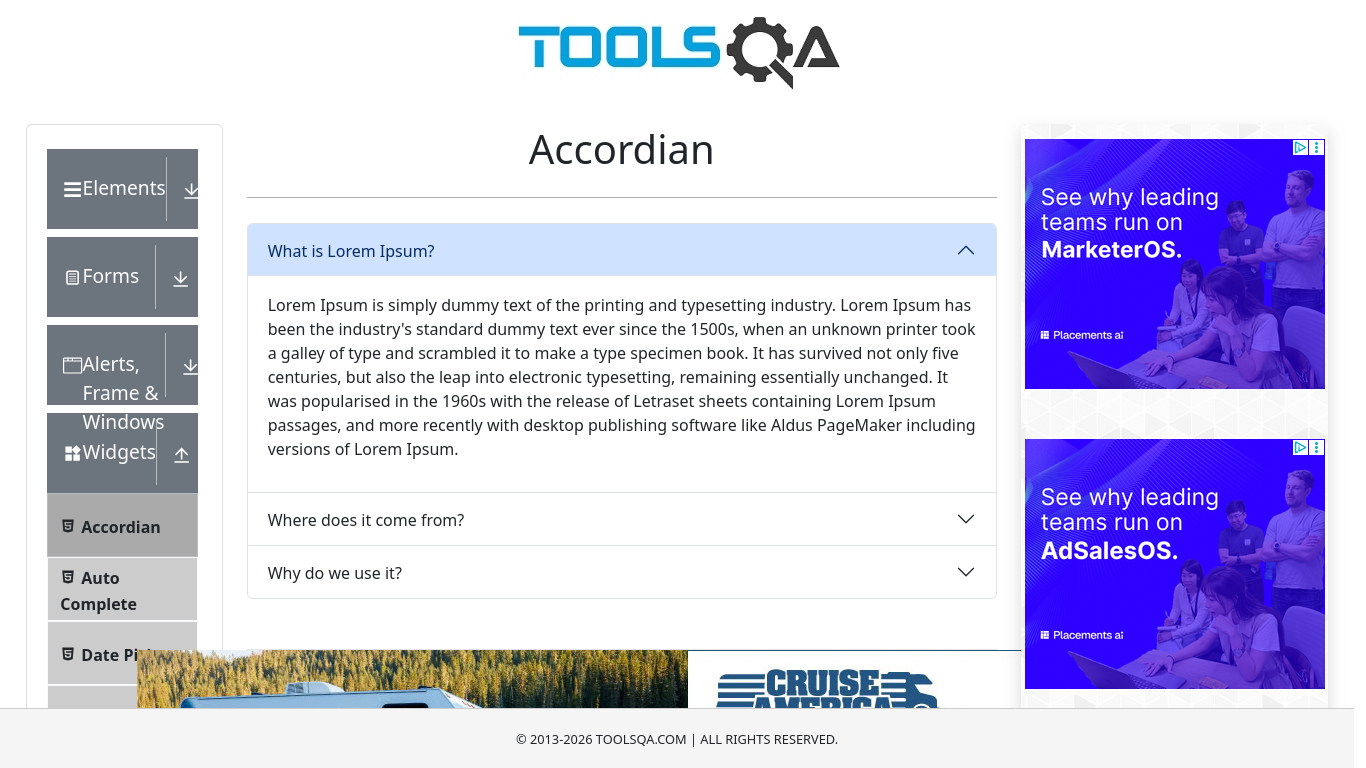 TOOLSQA
Elements
Forms
Alerts,
Frame &
Windows
Widgets
Accordian
Auto
Complete
Accordian
What is Lorem Ipsum?
Lorem Ipsum is simply dummy text of the printing and typesetting industry. Lorem Ipsum has
been the industry's standard dummy text ever since the 1500s, when an unknown printer took
a galley of type and scrambled it to make a type specimen book. It has survived not only five
centuries, but also the leap into electronic typesetting, remaining essentially unchanged. It
was popularised in the 1960s with the release of Letraset sheets containing Lorem Ipsum
passages, and more recently with desktop publishing software like Aldus PageMaker including
versions of Lorem Ipsum.
Where does it come from?
Why do we use it?
See why leading
teams run on
MarketerOS.
Placements ai
See why leading
teams run on
AdSalesOS.
Placements ai
Date
CRUISE
AMERICA
© 2013-2026 TOOLSQA.COM | ALL RIGHTS RESERVED.